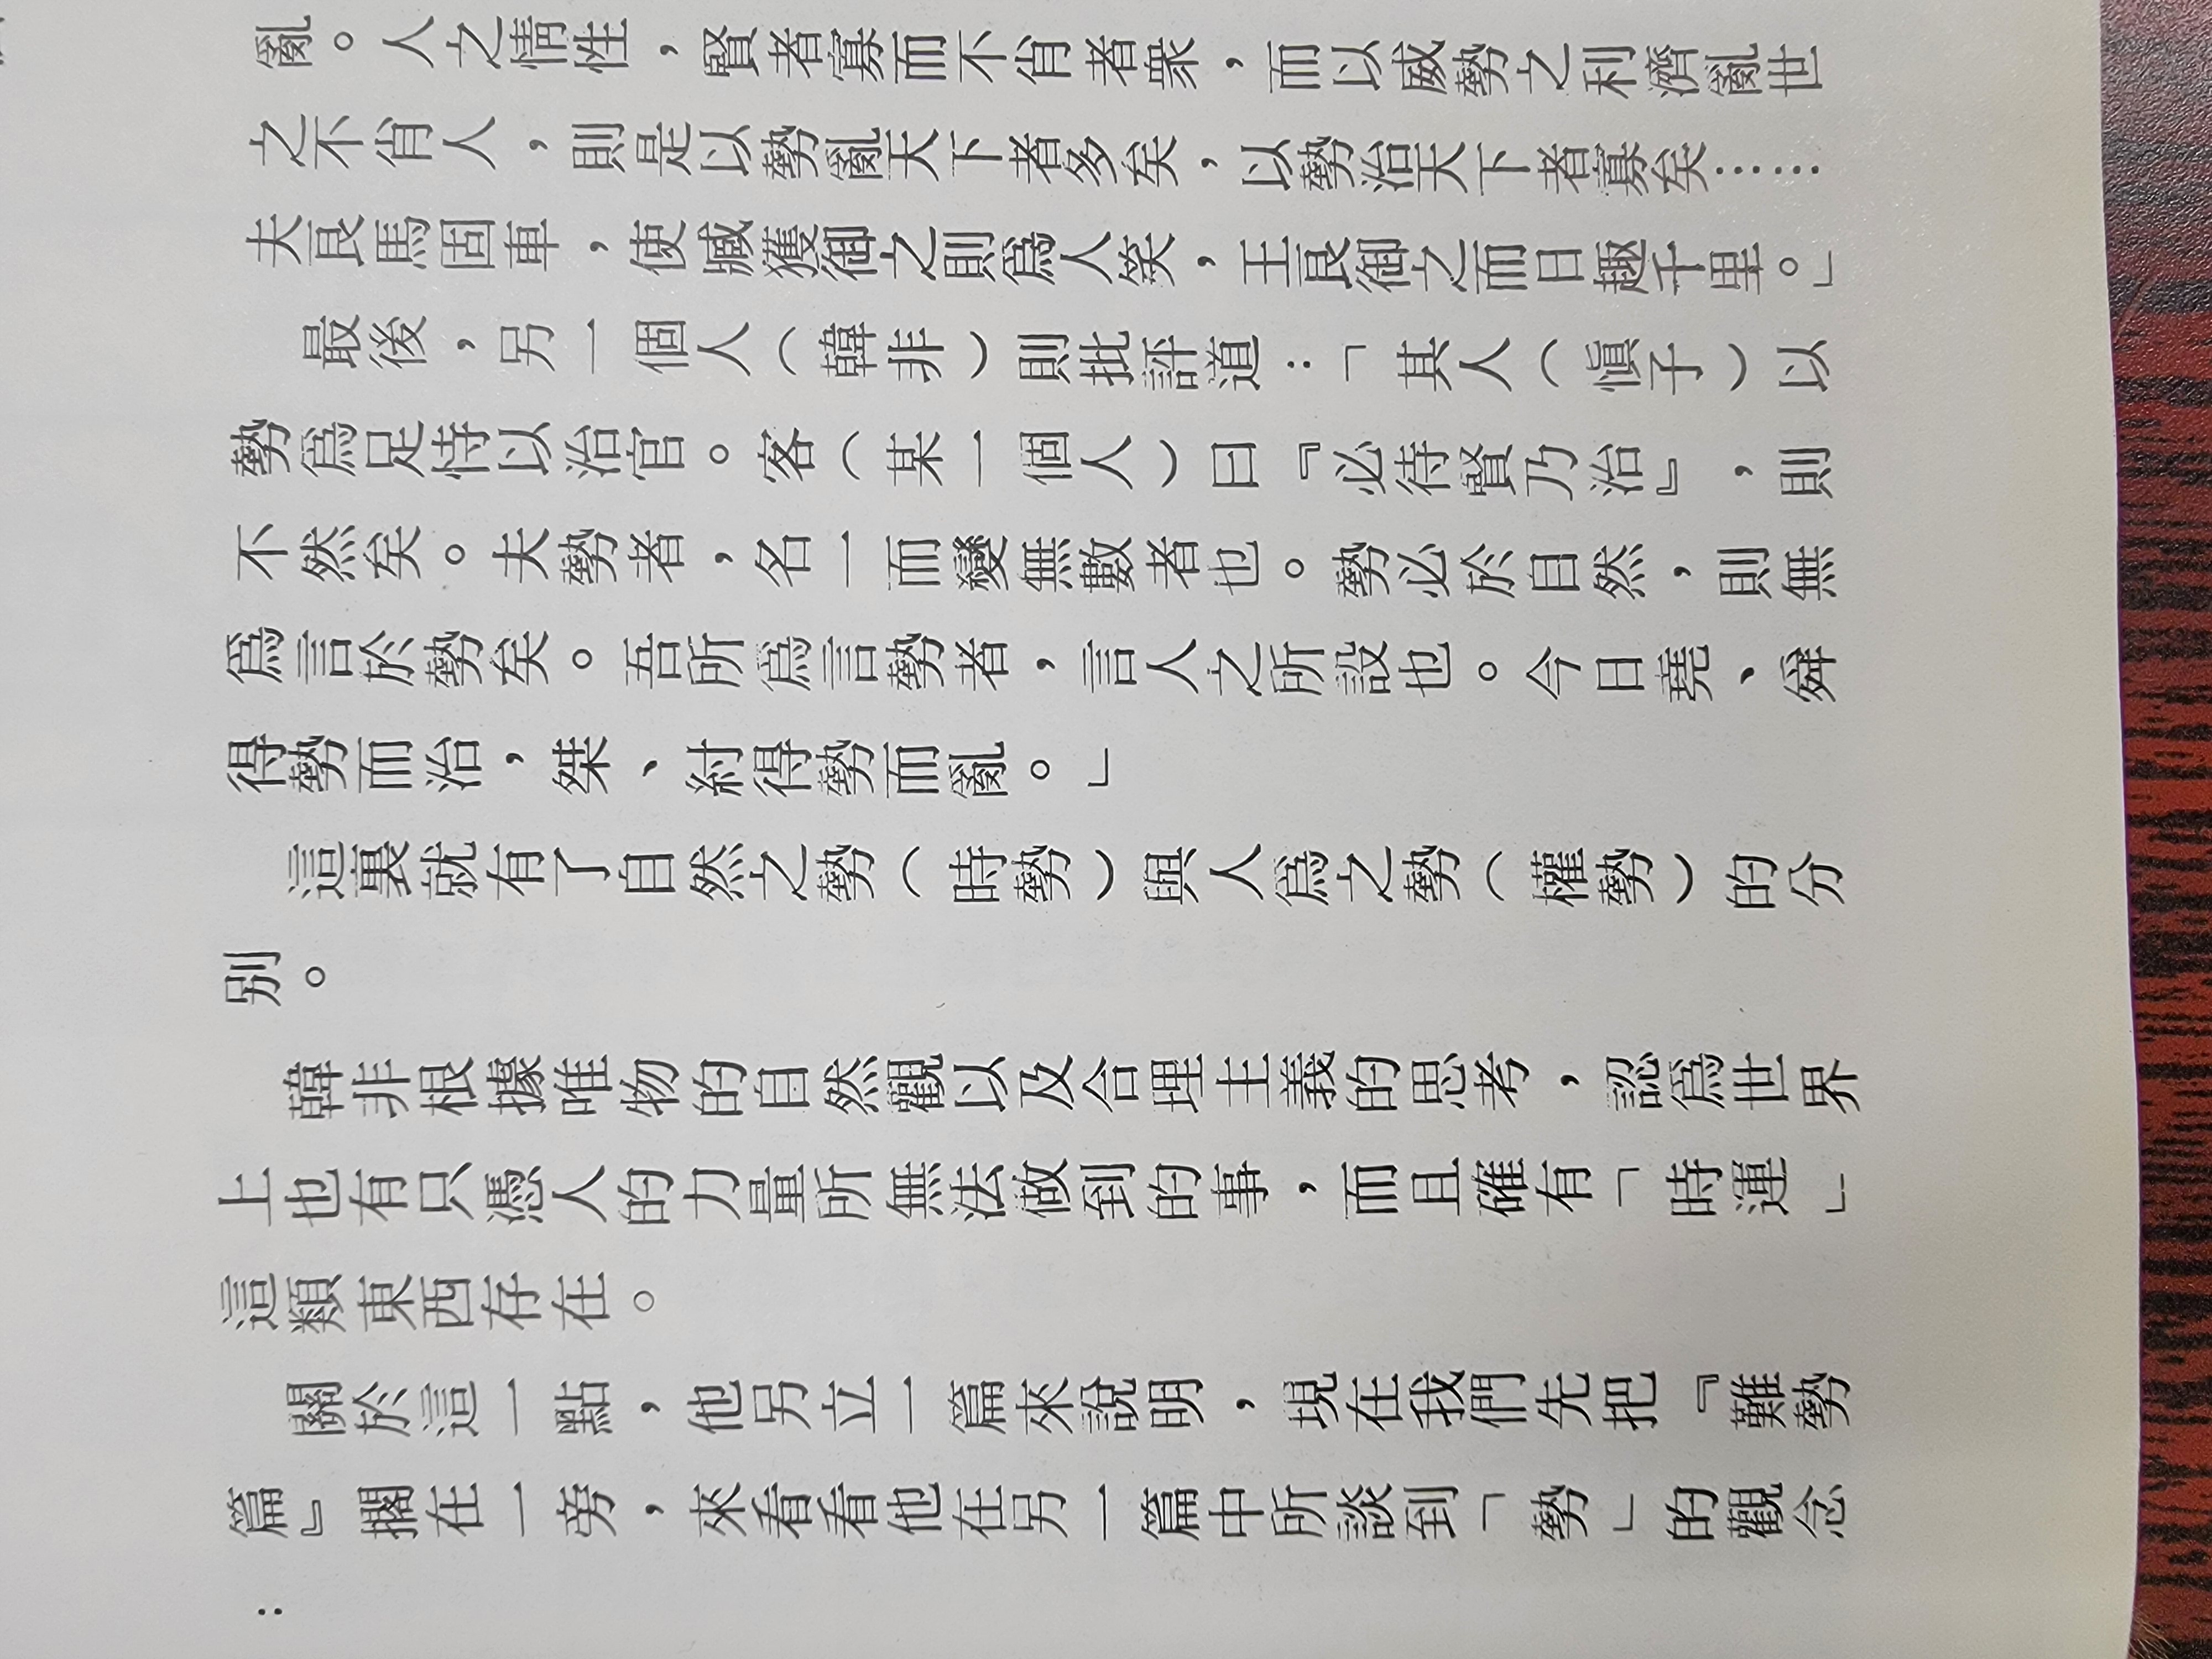 亂。人之情性，賢者寡而不肖者衆，而以威勢之利濟亂世
之不肖人，則是以勢亂天下者多矣，以勢治天下者寡矣……
夫良馬固車，使臧獲御之則爲人笑，王良御之而日趣千里。」
最後，另一個人（韓非）則批評道：「其人（愼子）以
勢爲足恃以治官。客（某一個人）曰『必待賢乃治』，則
不然矣。夫勢者，名一而變無數者也。勢必於自然，則無
爲言於勢矣。吾所爲言勢者，言人之所設也。今日堯、舜
得勢而治，桀、紂得勢而亂。」
這裏就有了自然之勢（時勢）與人爲之勢（權勢）的分
別。
韓非根據唯物的自然觀以及合理主義的思考，認爲世界
上也有只憑人的力量所無法做到的事，而且確有「時運」
這類東西存在。
關於這一點，他另立一篇來說明，現在我們先把『難勢
篇』擱在一旁，來看看他在另一篇中所談到「勢」的觀念
：